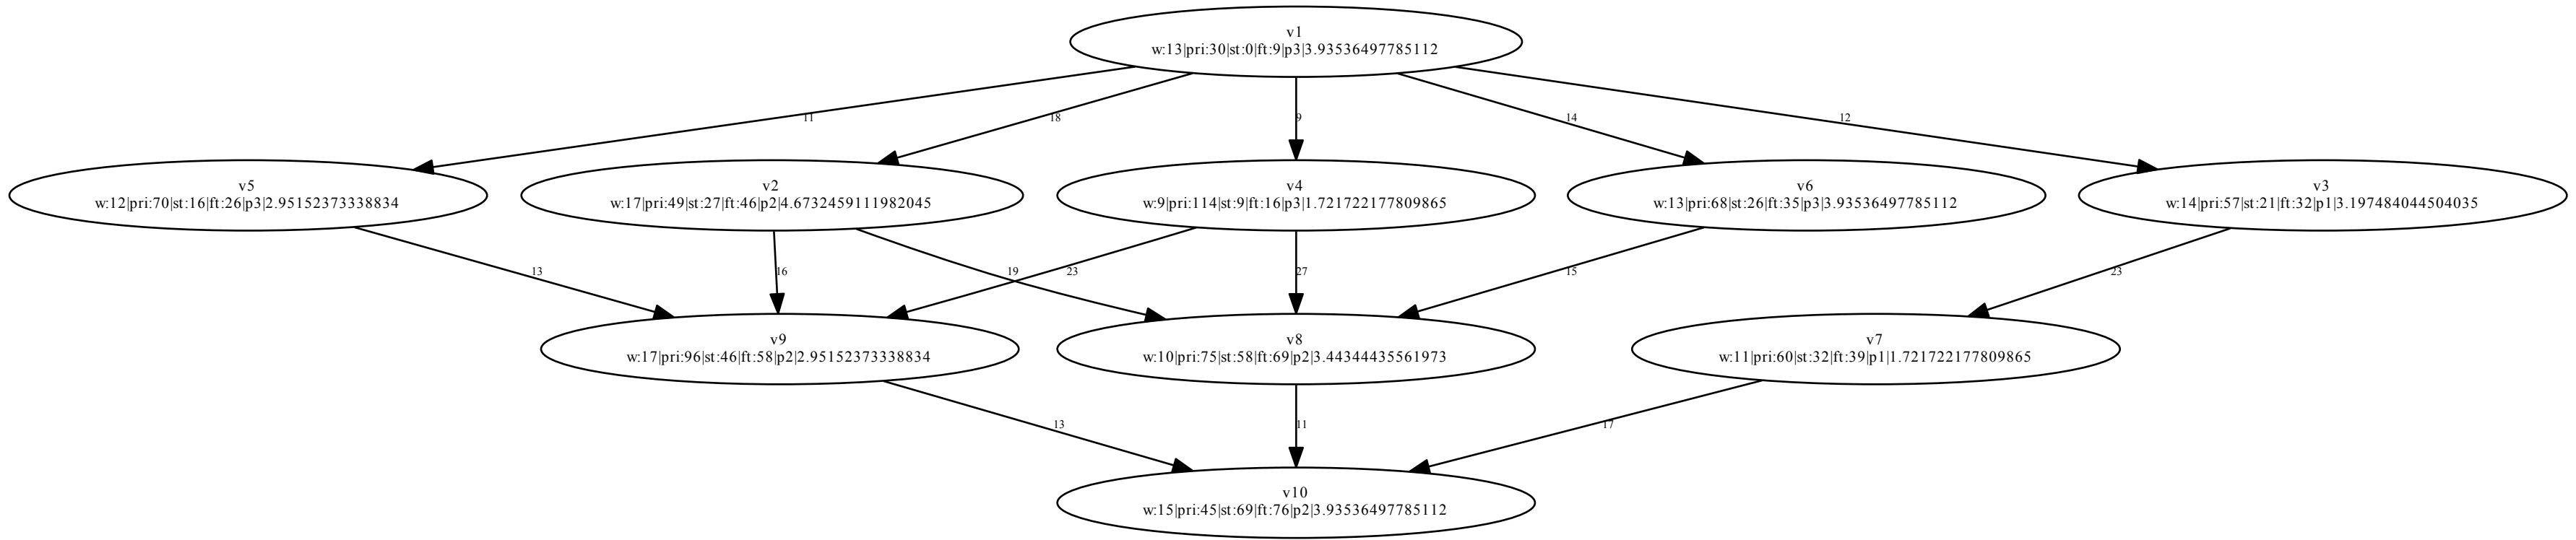 v1
w:13|pri:30|st:0|ft:9|p3|3.93536497785112
11
18
9
14
12
v5
w:12|pri:70|st:16|ft:26|p3|2.95152373338834
v2
w:17|pri:49|st:27|ft:46|p2|4.6732459111982045
v4
w:9|pri:114|st:9|ft:16|p3|1.721722177809865
v6
w:13|pri:68|st:26|ft:35|p3|3.93536497785112
v3
w:14|pri:57|st:21|ft:32|p1|3.197484044504035
13
16
19
23
27
15
23
v9
w:17|pri:96|st:46|ft:58|p2|2.95152373338834
v8
w:10|pri:75|st:58|ft:69|p2|3.44344435561973
v7
w:11|pri:60|st:32|ft:39|p1|1.721722177809865
13
11
17
v10
w:15|pri:45|st:69|ft:76|p2|3.93536497785112